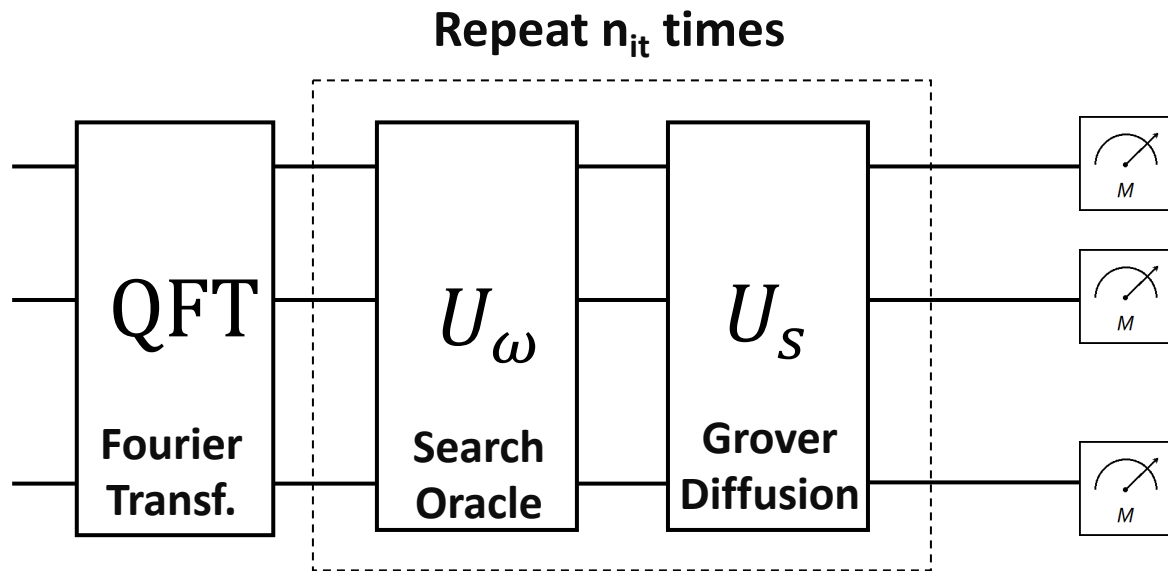 Repeat n_it times
QFT
Fourier
Transf.
U_ω
Search
Oracle
U_s
Grover
Diffusion
M
M
M